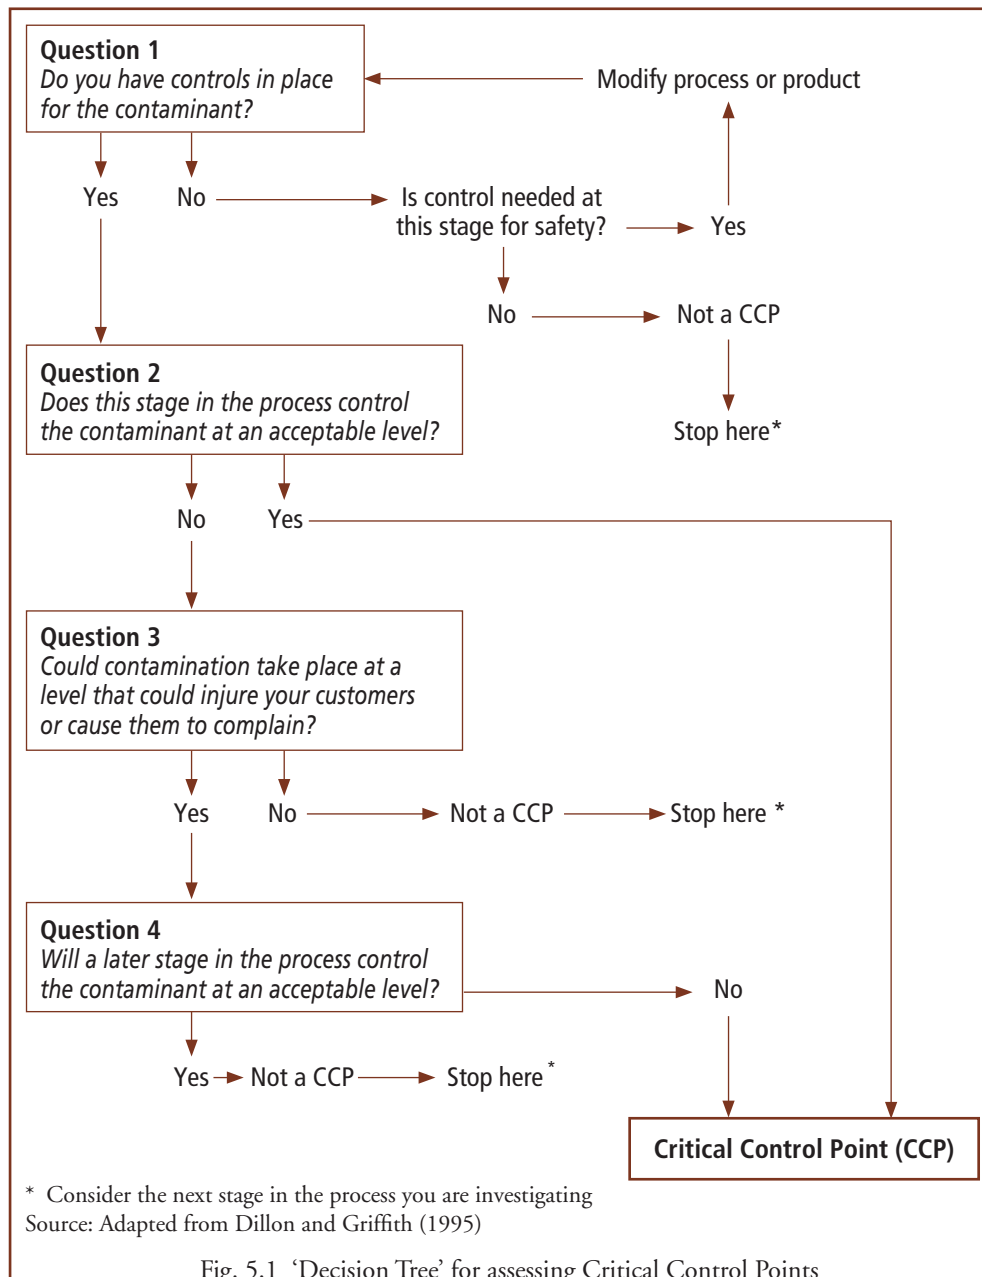 Question 1
Do you have controls in place
for the contaminant?
Modify process or product
Yes
No
Is control needed at
this stage for safety?
Yes
No
Not a CCP
Stop here*
Question 2
Does this stage in the process control
the contaminant at an acceptable level?
No
Yes
Question 3
Could contamination take place at a
level that could injure your customers
or cause them to complain?
Yes
No
Not a CCP
Stop here *
Question 4
Will a later stage in the process control
the contaminant at an acceptable level?
No
Yes
Not a CCP
Stop here *
Critical Control Point (CCP)
* Consider the next stage in the process you are investigating
Source: Adapted from Dillon and Griffith (1995)
Fig. 5.1 ‘Decision Tree’ for assessing Critical Control Points